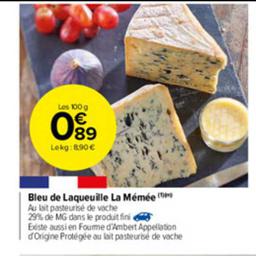 Les 100 g
0€89
Le kg : 8,90 €
Bleu de Laqueuille La Mémée
Au lait pasteurisé de vache
29% de MG dans le produit fini
Existe aussi en Fourme d'Ambert Appellation
d'Origine Protégée au lait pasteurisé de vache